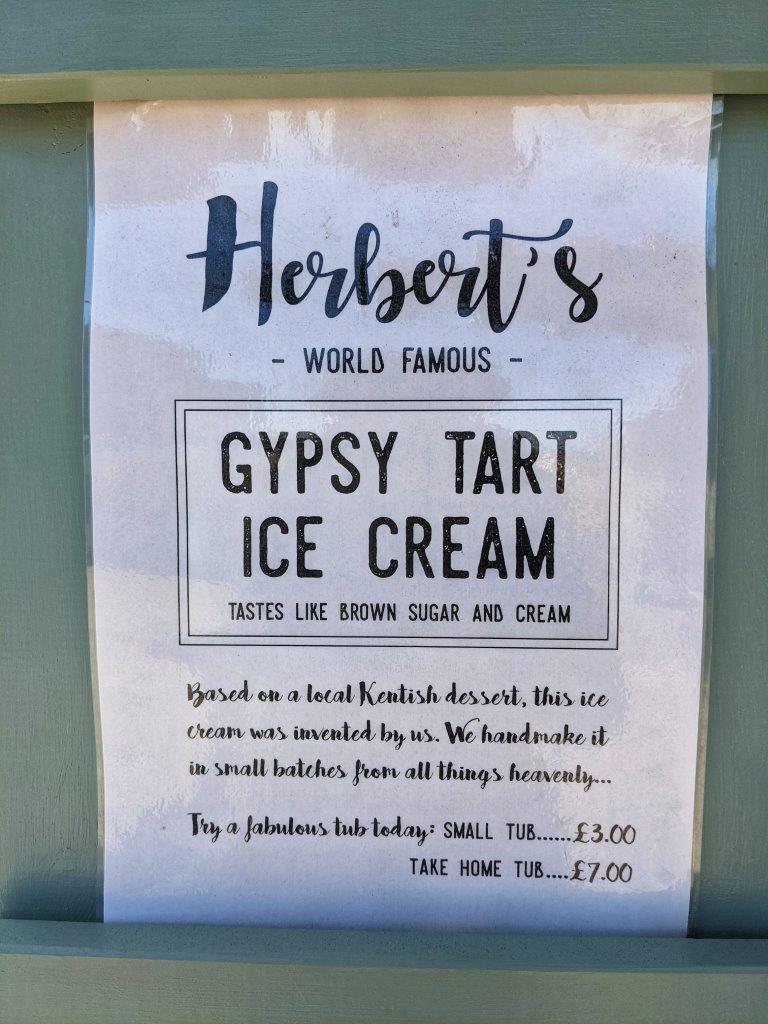 Herbert's
- WORLD FAMOUS -
GYPSY TART
ICE CREAM
TASTES LIKE BROWN SUGAR AND CREAM
Based on a local Kentish dessert, this ice
cream was invented by us. We handmake it
in small batches from all things heavenly...
Try a fabulous tub today: SMALL TUB......£3.00
TAKE HOME TUB....£7.00